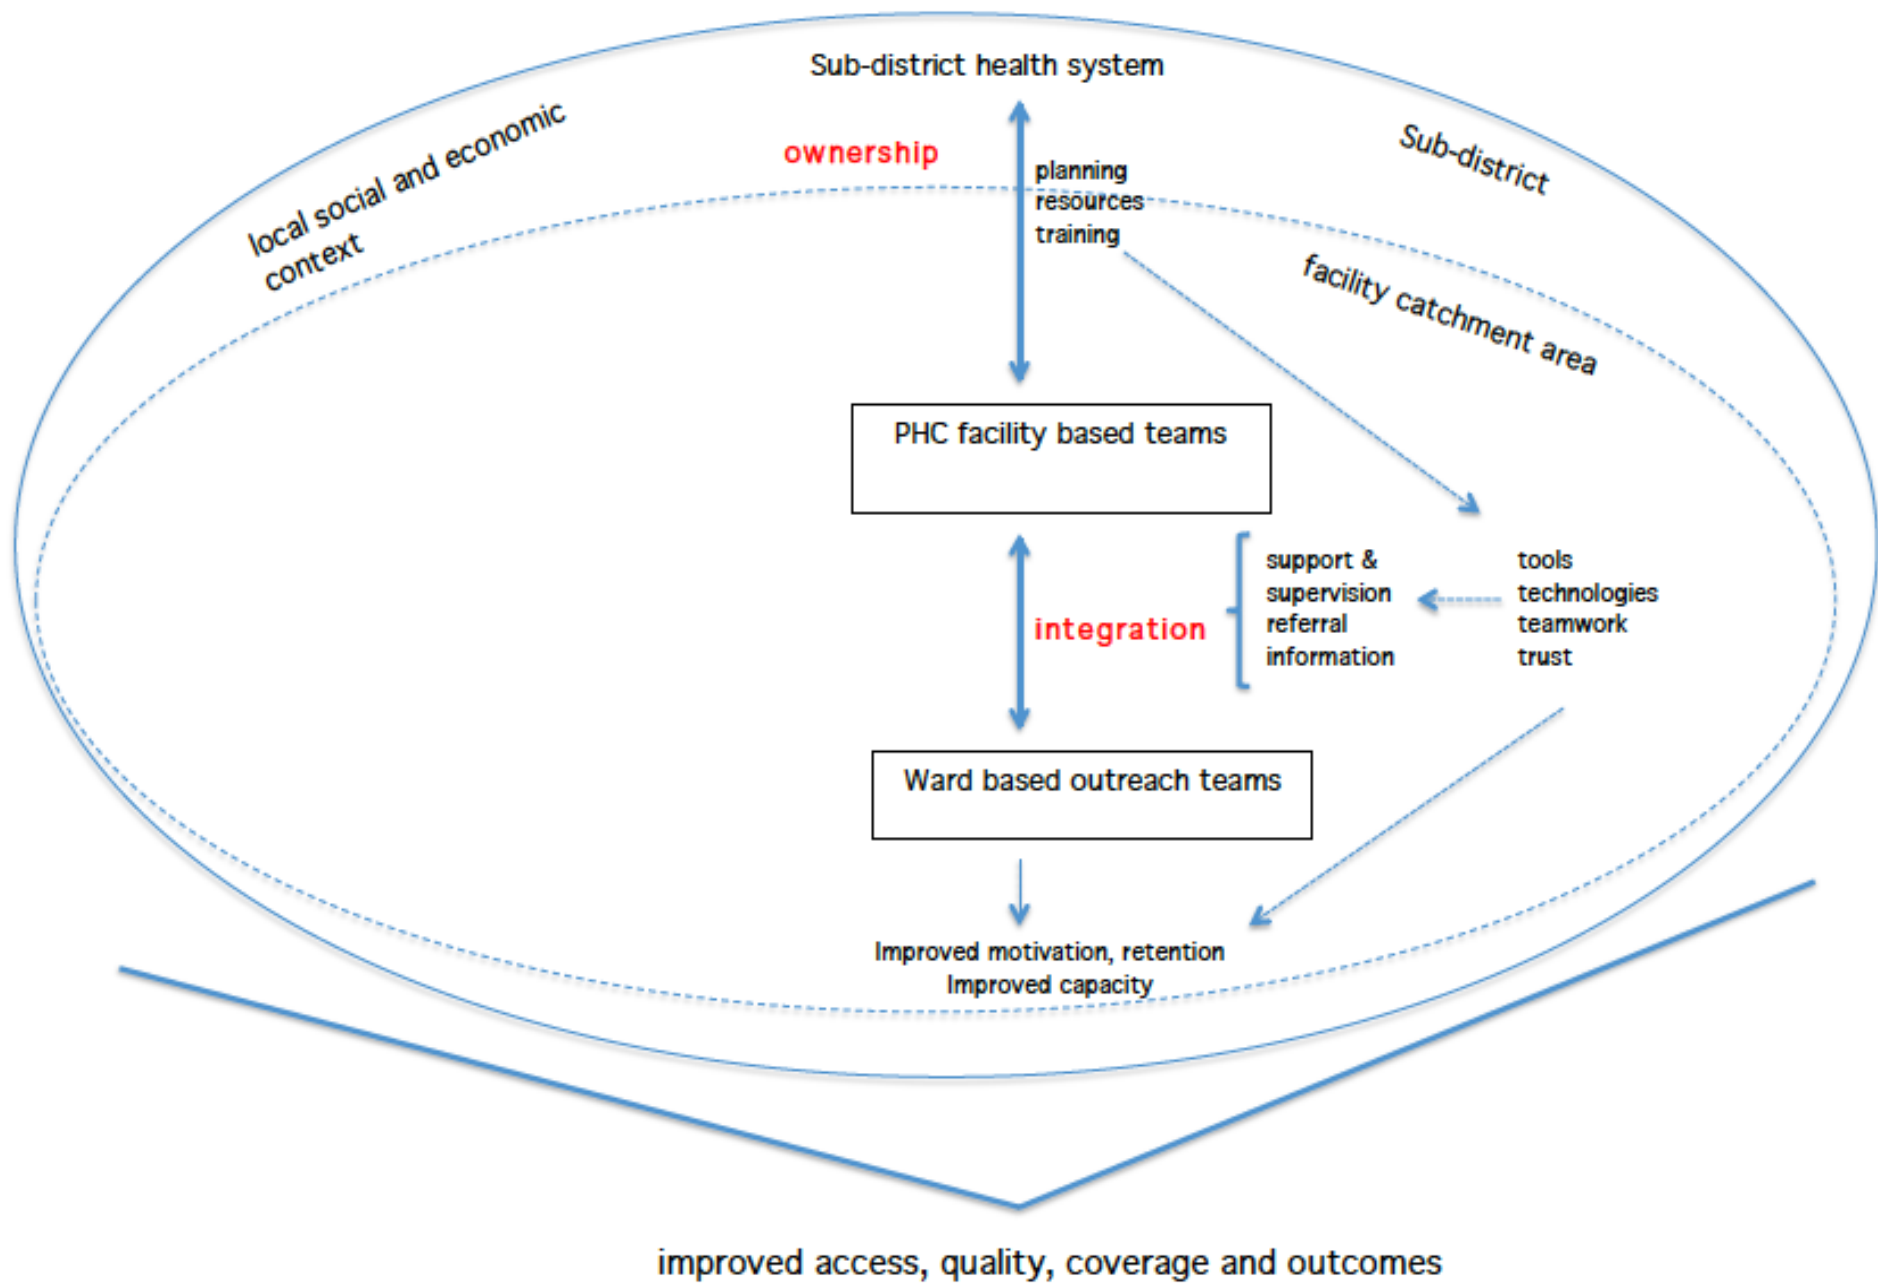 Sub-district health system
local social and economic
context
ownership
Sub-district
planning
resources
training
facility catchment area
PHC facility based teams
integration
support &
supervision
referral
information
tools
technologies
teamwork
trust
Ward based outreach teams
Improved motivation, retention
Improved capacity
improved access, quality, coverage and outcomes